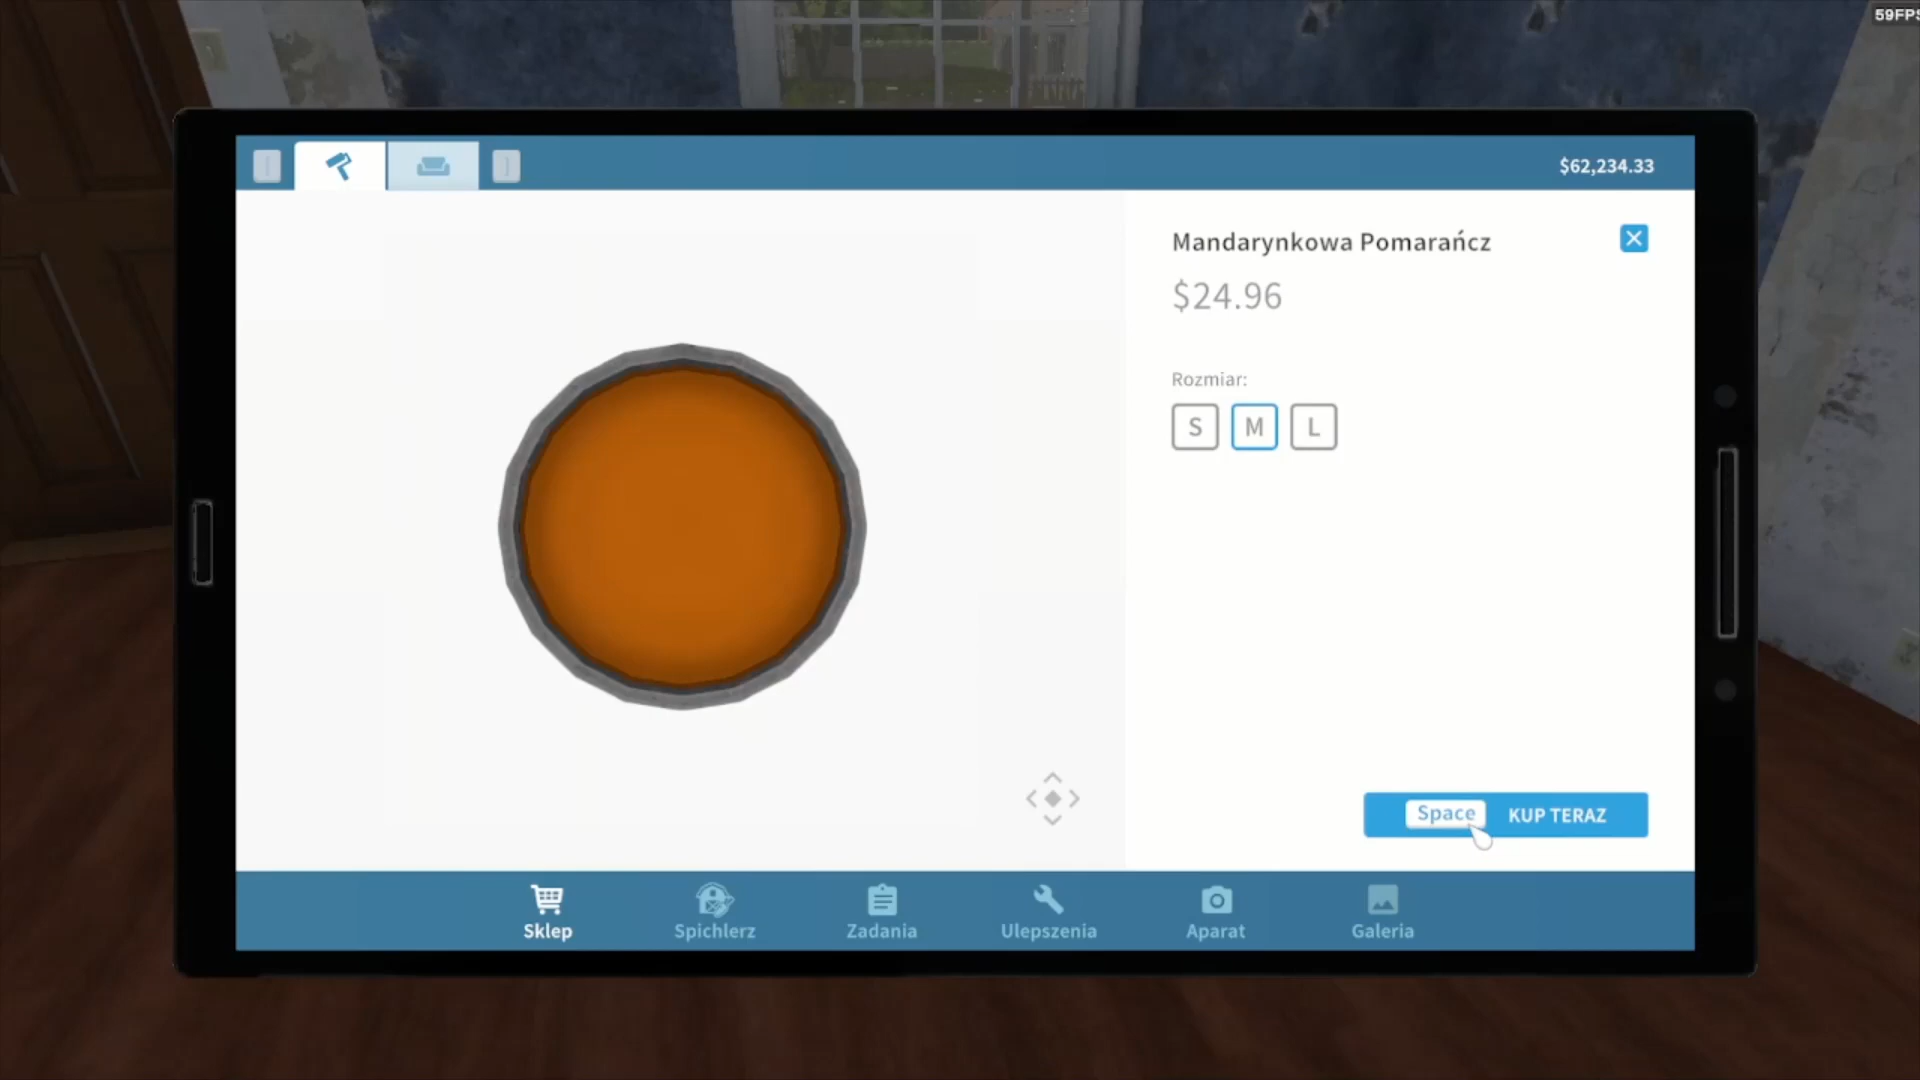 59FPS
[
]
$62,234.33
Mandarynkowa Pomarańcz
$24.96
Rozmiar:
S M L
Space KUP TERAZ
Sklep Spichlerz Zadania Ulepszenia Aparat Galeria